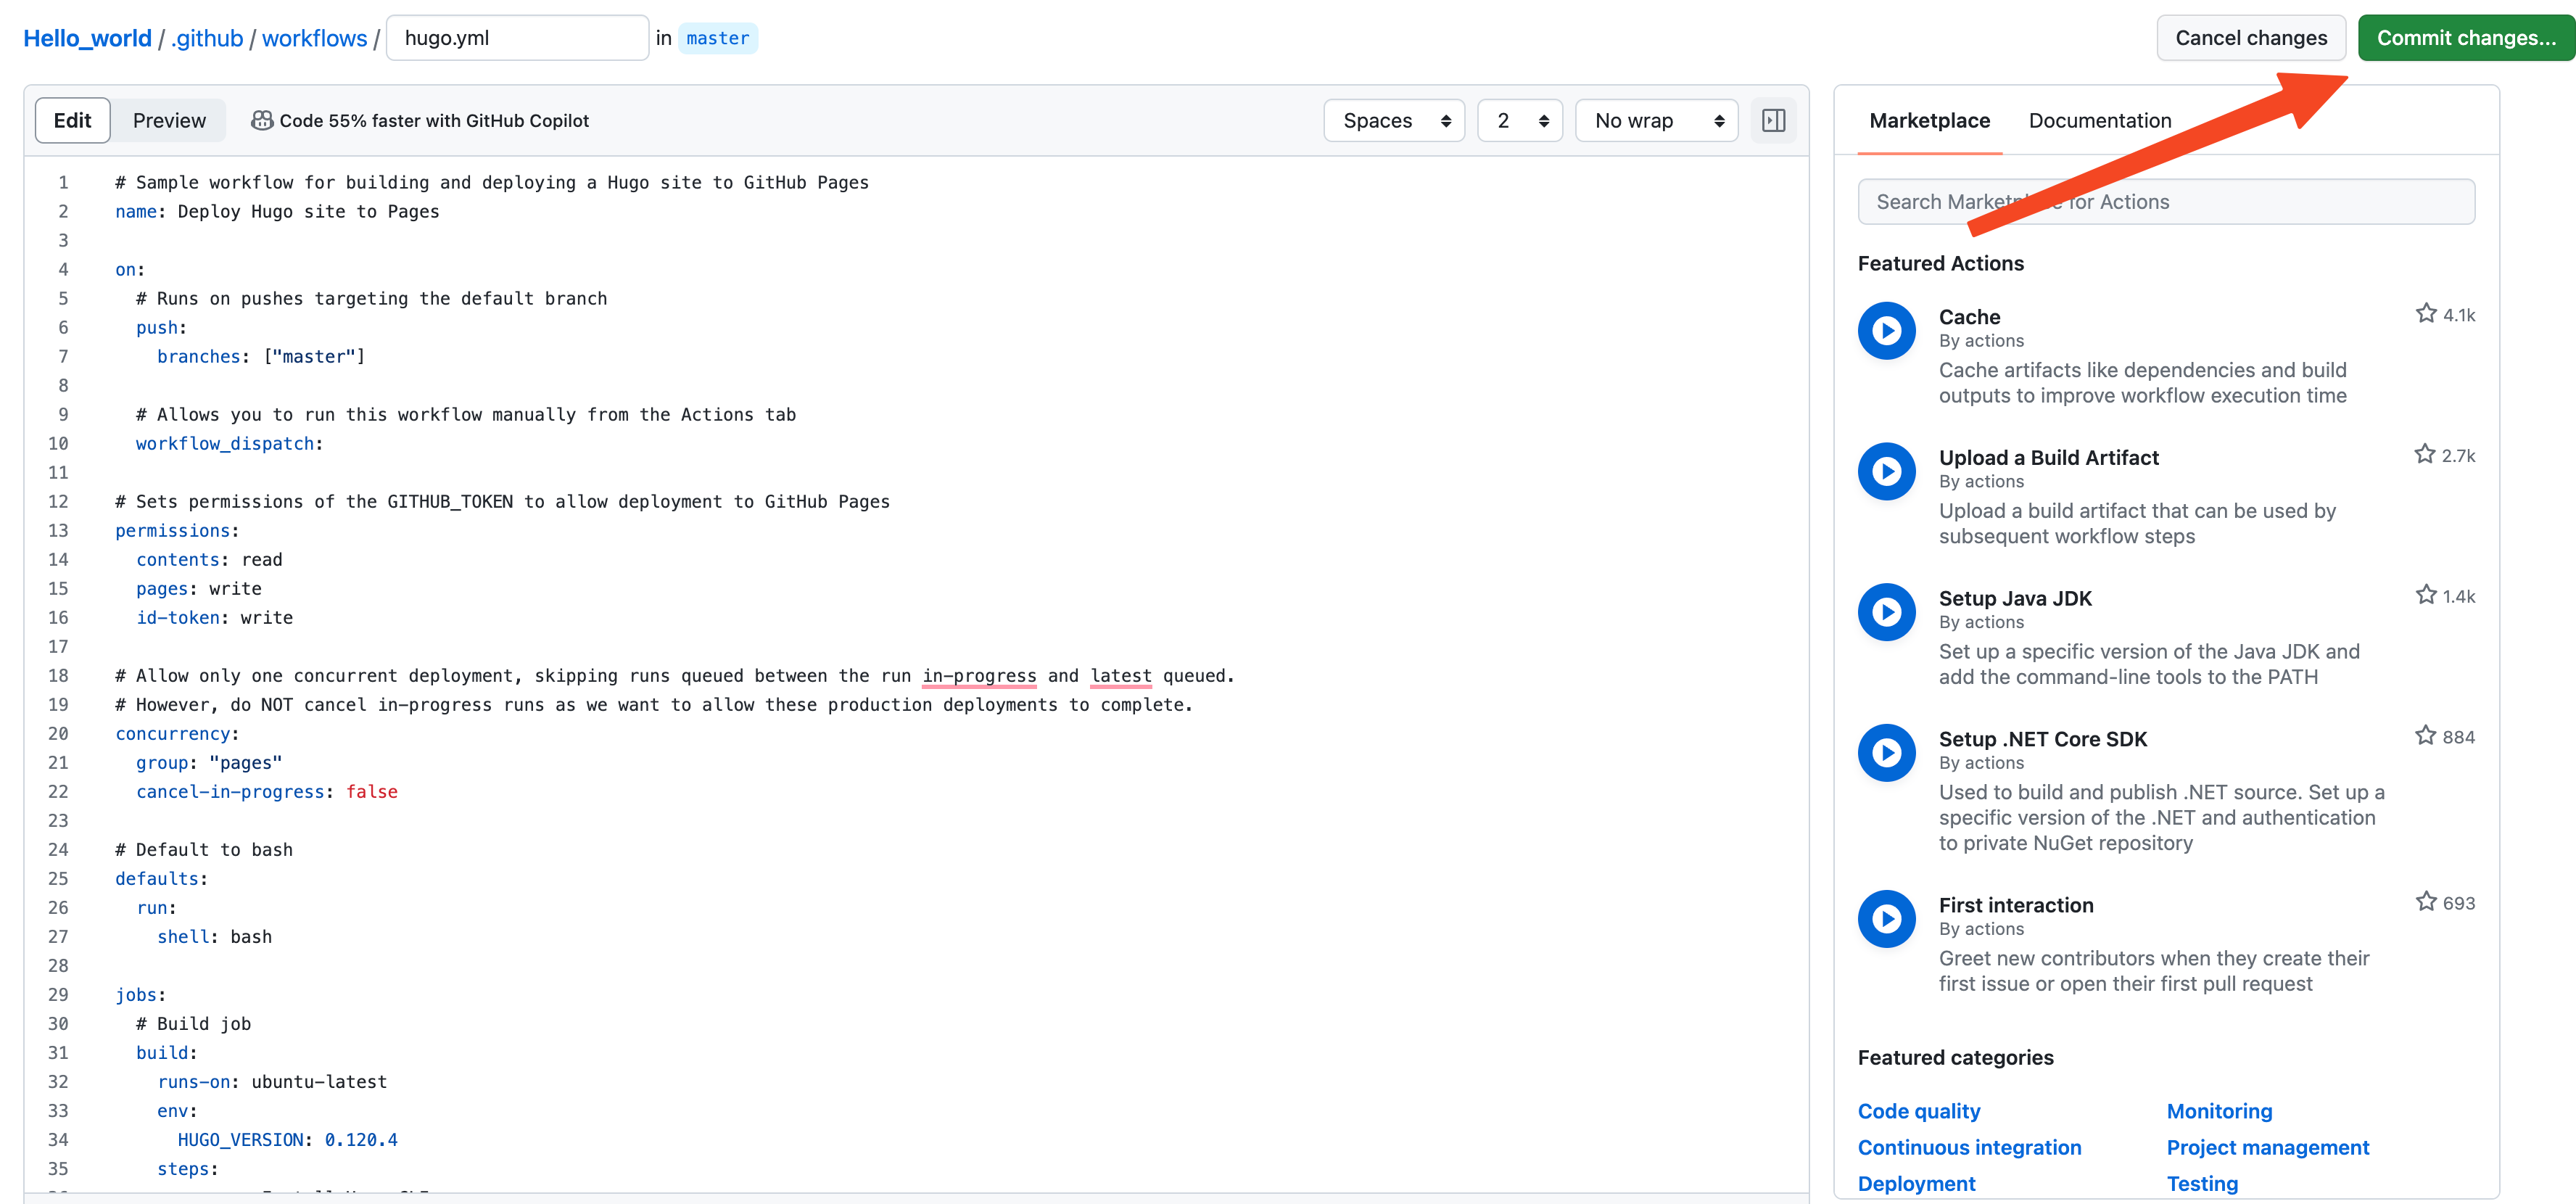 Hello_world / .github / workflows / hugo.yml in master
Cancel changes
Commit changes...
Edit Preview Code 55% faster with GitHub Copilot
Spaces 2 No wrap
1 # Sample workflow for building and deploying a Hugo site to GitHub Pages
2 name: Deploy Hugo site to Pages
3
4 on:
5 # Runs on pushes targeting the default branch
6 push:
7 branches: ["master"]
8
9 # Allows you to run this workflow manually from the Actions tab
10 workflow_dispatch:
11
12 # Sets permissions of the GITHUB_TOKEN to allow deployment to GitHub Pages
13 permissions:
14 contents: read
15 pages: write
16 id-token: write
17
18 # Allow only one concurrent deployment, skipping runs queued between the run in-progress and latest queued.
19 # However, do NOT cancel in-progress runs as we want to allow these production deployments to complete.
20 concurrency:
21 group: "pages"
22 cancel-in-progress: false
23
24 # Default to bash
25 defaults:
26 run:
27 shell: bash
28
29 jobs:
30 # Build job
31 build:
32 runs-on: ubuntu-latest
33 env:
34 HUGO_VERSION: 0.120.4
35 steps:
Marketplace Documentation
Search for Actions
Featured Actions
Cache 4.1k
By actions
Cache artifacts like dependencies and build
outputs to improve workflow execution time
Upload a Build Artifact 2.7k
By actions
Upload a build artifact that can be used by
subsequent workflow steps
Setup Java JDK 1.4k
By actions
Set up a specific version of the Java JDK and
add the command-line tools to the PATH
Setup .NET Core SDK 884
By actions
Used to build and publish .NET source. Set up a
specific version of the .NET and authentication
to private NuGet repository
First interaction 693
By actions
Greet new contributors when they create their
first issue or open their first pull request
Featured categories
Code quality Monitoring
Continuous integration Project management
Deployment Testing